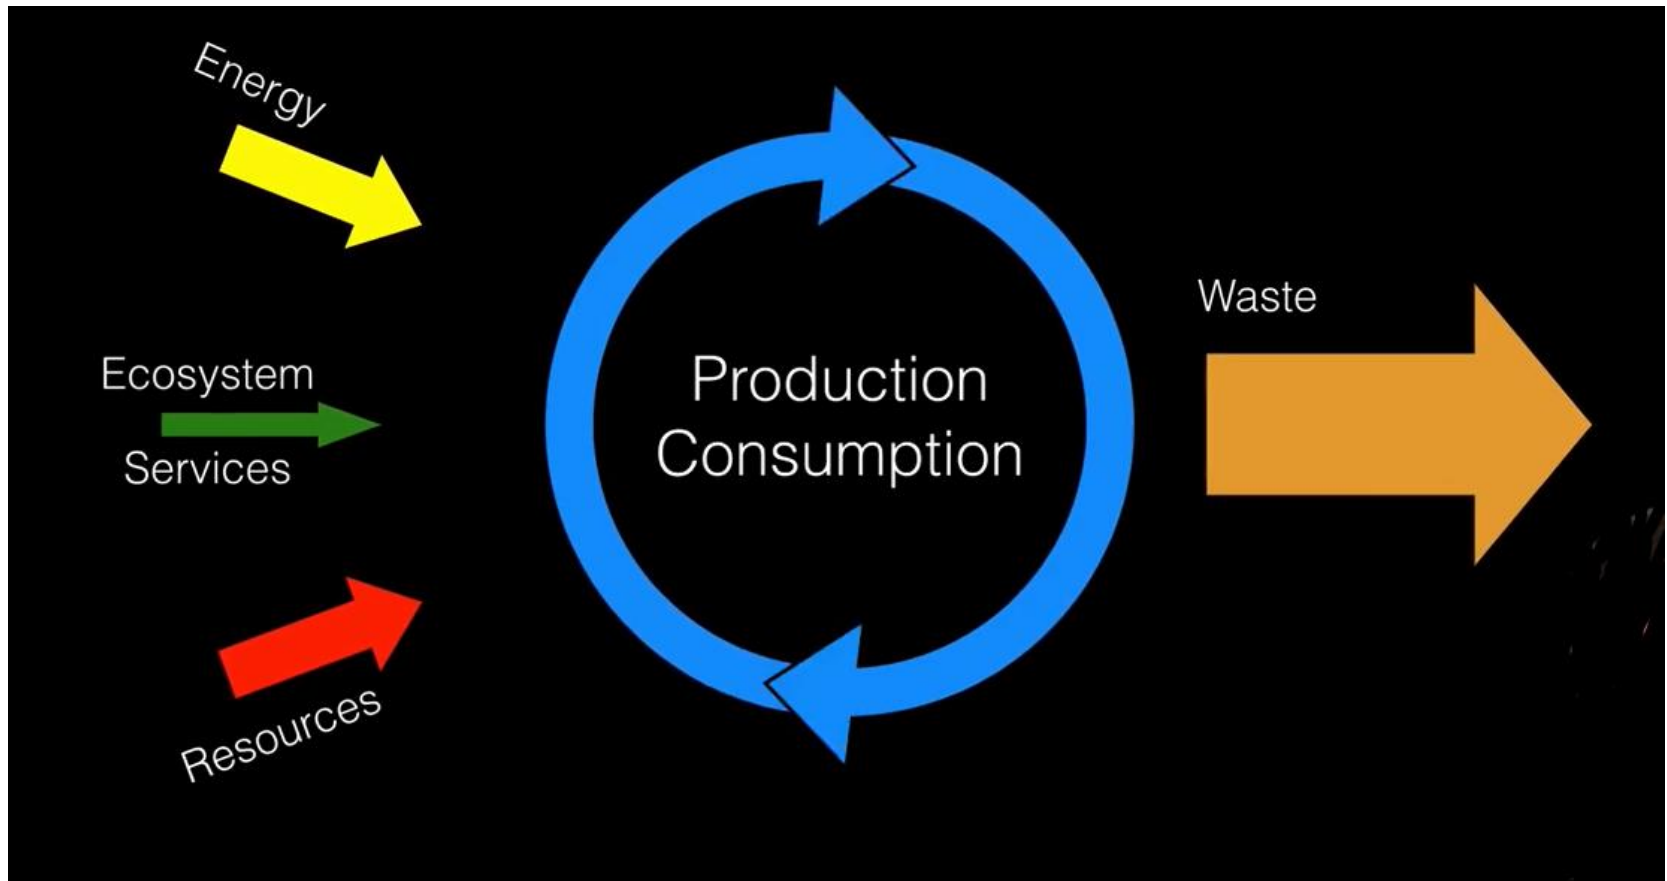 Energy
Ecosystem
Services
Resources
Production
Consumption
Waste